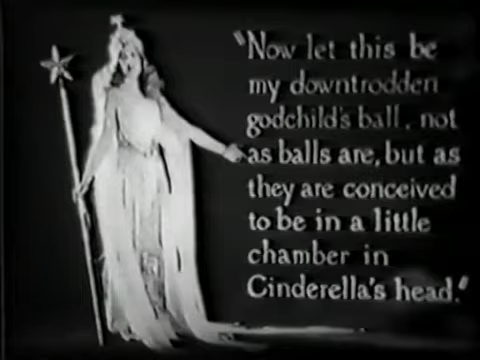 "Now let this be
my downtrodden
godchild's ball, not
as balls are, but as
they are conceived
to be in a little
chamber in
Cinderella's head."